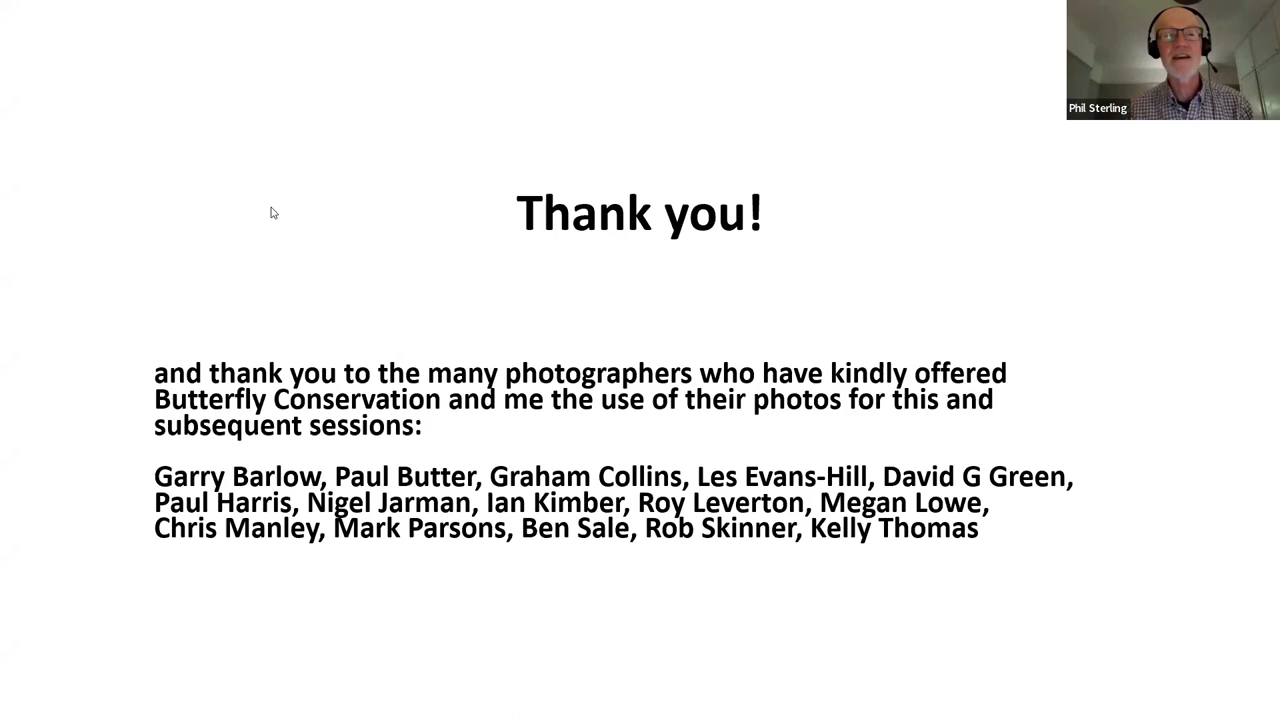 Phil Sterling
Thank you!
and thank you to the many photographers who have kindly offered
Butterfly Conservation and me the use of their photos for this and
subsequent sessions:
Garry Barlow, Paul Butter, Graham Collins, Les Evans-Hill, David G Green,
Paul Harris, Nigel Jarman, Ian Kimber, Roy Leverton, Megan Lowe,
Chris Manley, Mark Parsons, Ben Sale, Rob Skinner, Kelly Thomas